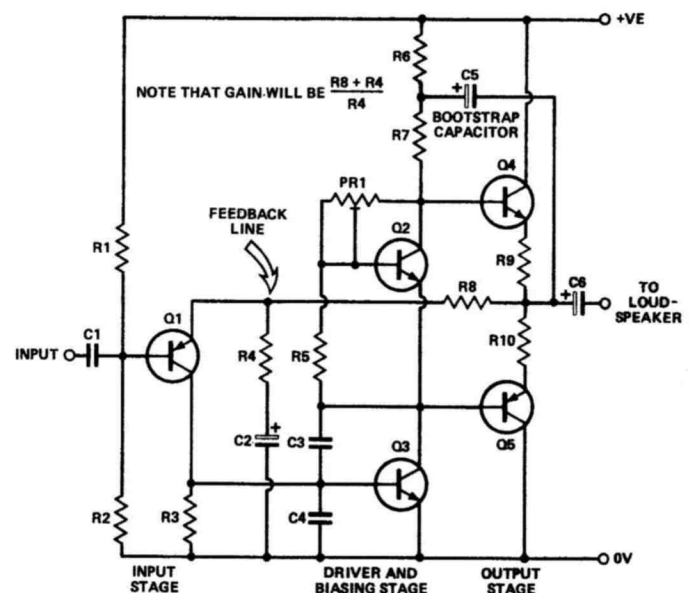 +VE
R6
C5
+
NOTE THAT GAIN WILL BE R8 + R4
R4
BOOTSTRAP
CAPACITOR
R7
Q4
PR1
FEEDBACK
LINE
Q2
R1
R9
C6
+
TO
LOUD-
SPEAKER
R8
Q1
C1
INPUT
R4
R5
R10
+
C2
C3
Q3
Q5
R2
R3
C4
0V
INPUT
STAGE
DRIVER AND
BIASING STAGE
OUTPUT
STAGE